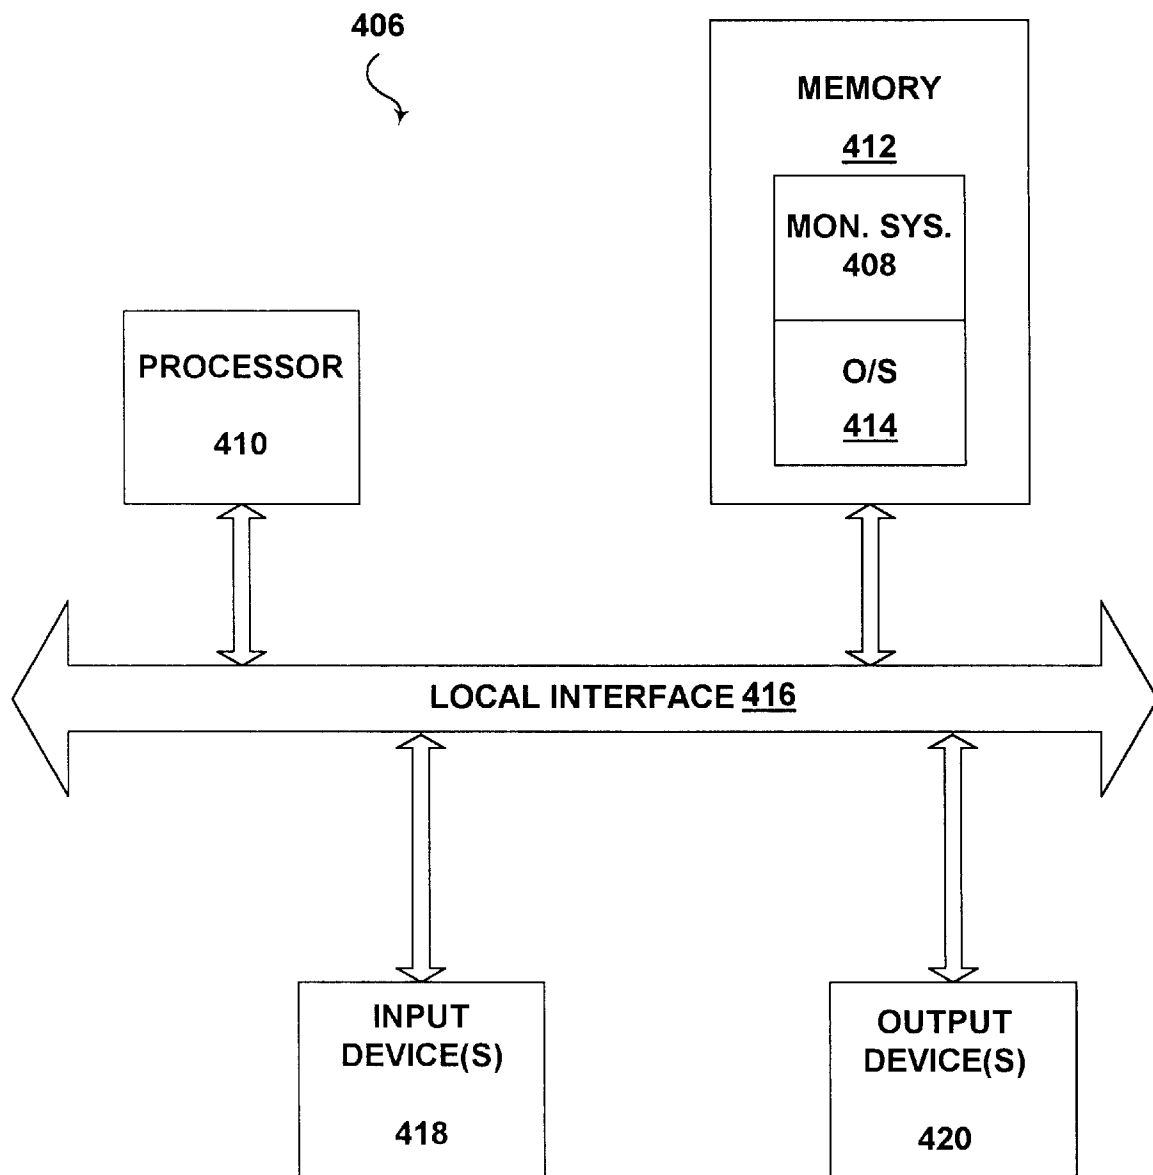 406
MEMORY
412
MON. SYS.
408
O/S
414
PROCESSOR
410
LOCAL INTERFACE 416
INPUT
DEVICE(S)
418
OUTPUT
DEVICE(S)
420